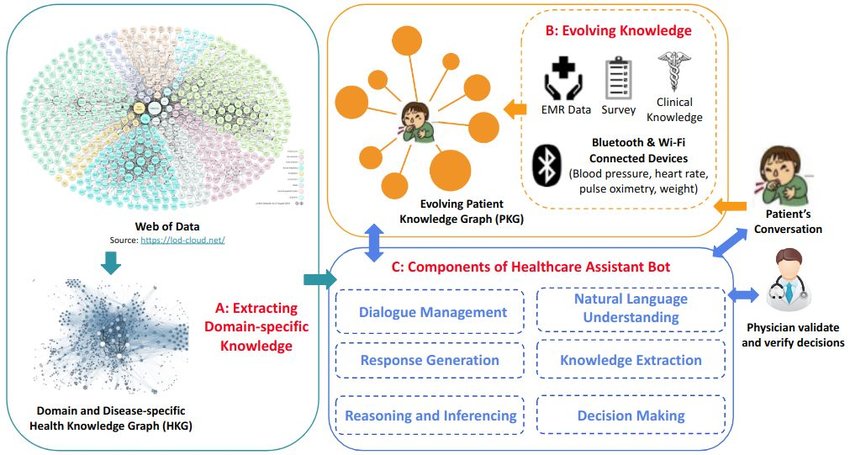 Web of Data
Source: https://lod-cloud.net/
A: Extracting
Domain-specific
Knowledge
Domain and Disease-specific
Health Knowledge Graph (HKG)
B: Evolving Knowledge
EMR Data
Survey
Clinical
Knowledge
Bluetooth & Wi-Fi
Connected Devices
(Blood pressure, heart rate,
pulse oximetry, weight)
Evolving Patient
Knowledge Graph (PKG)
Patient's
Conversation
C: Components of Healthcare Assistant Bot
Dialogue Management
Natural Language
Understanding
Response Generation
Knowledge Extraction
Reasoning and Inferencing
Decision Making
Physician validate
and verify decisions